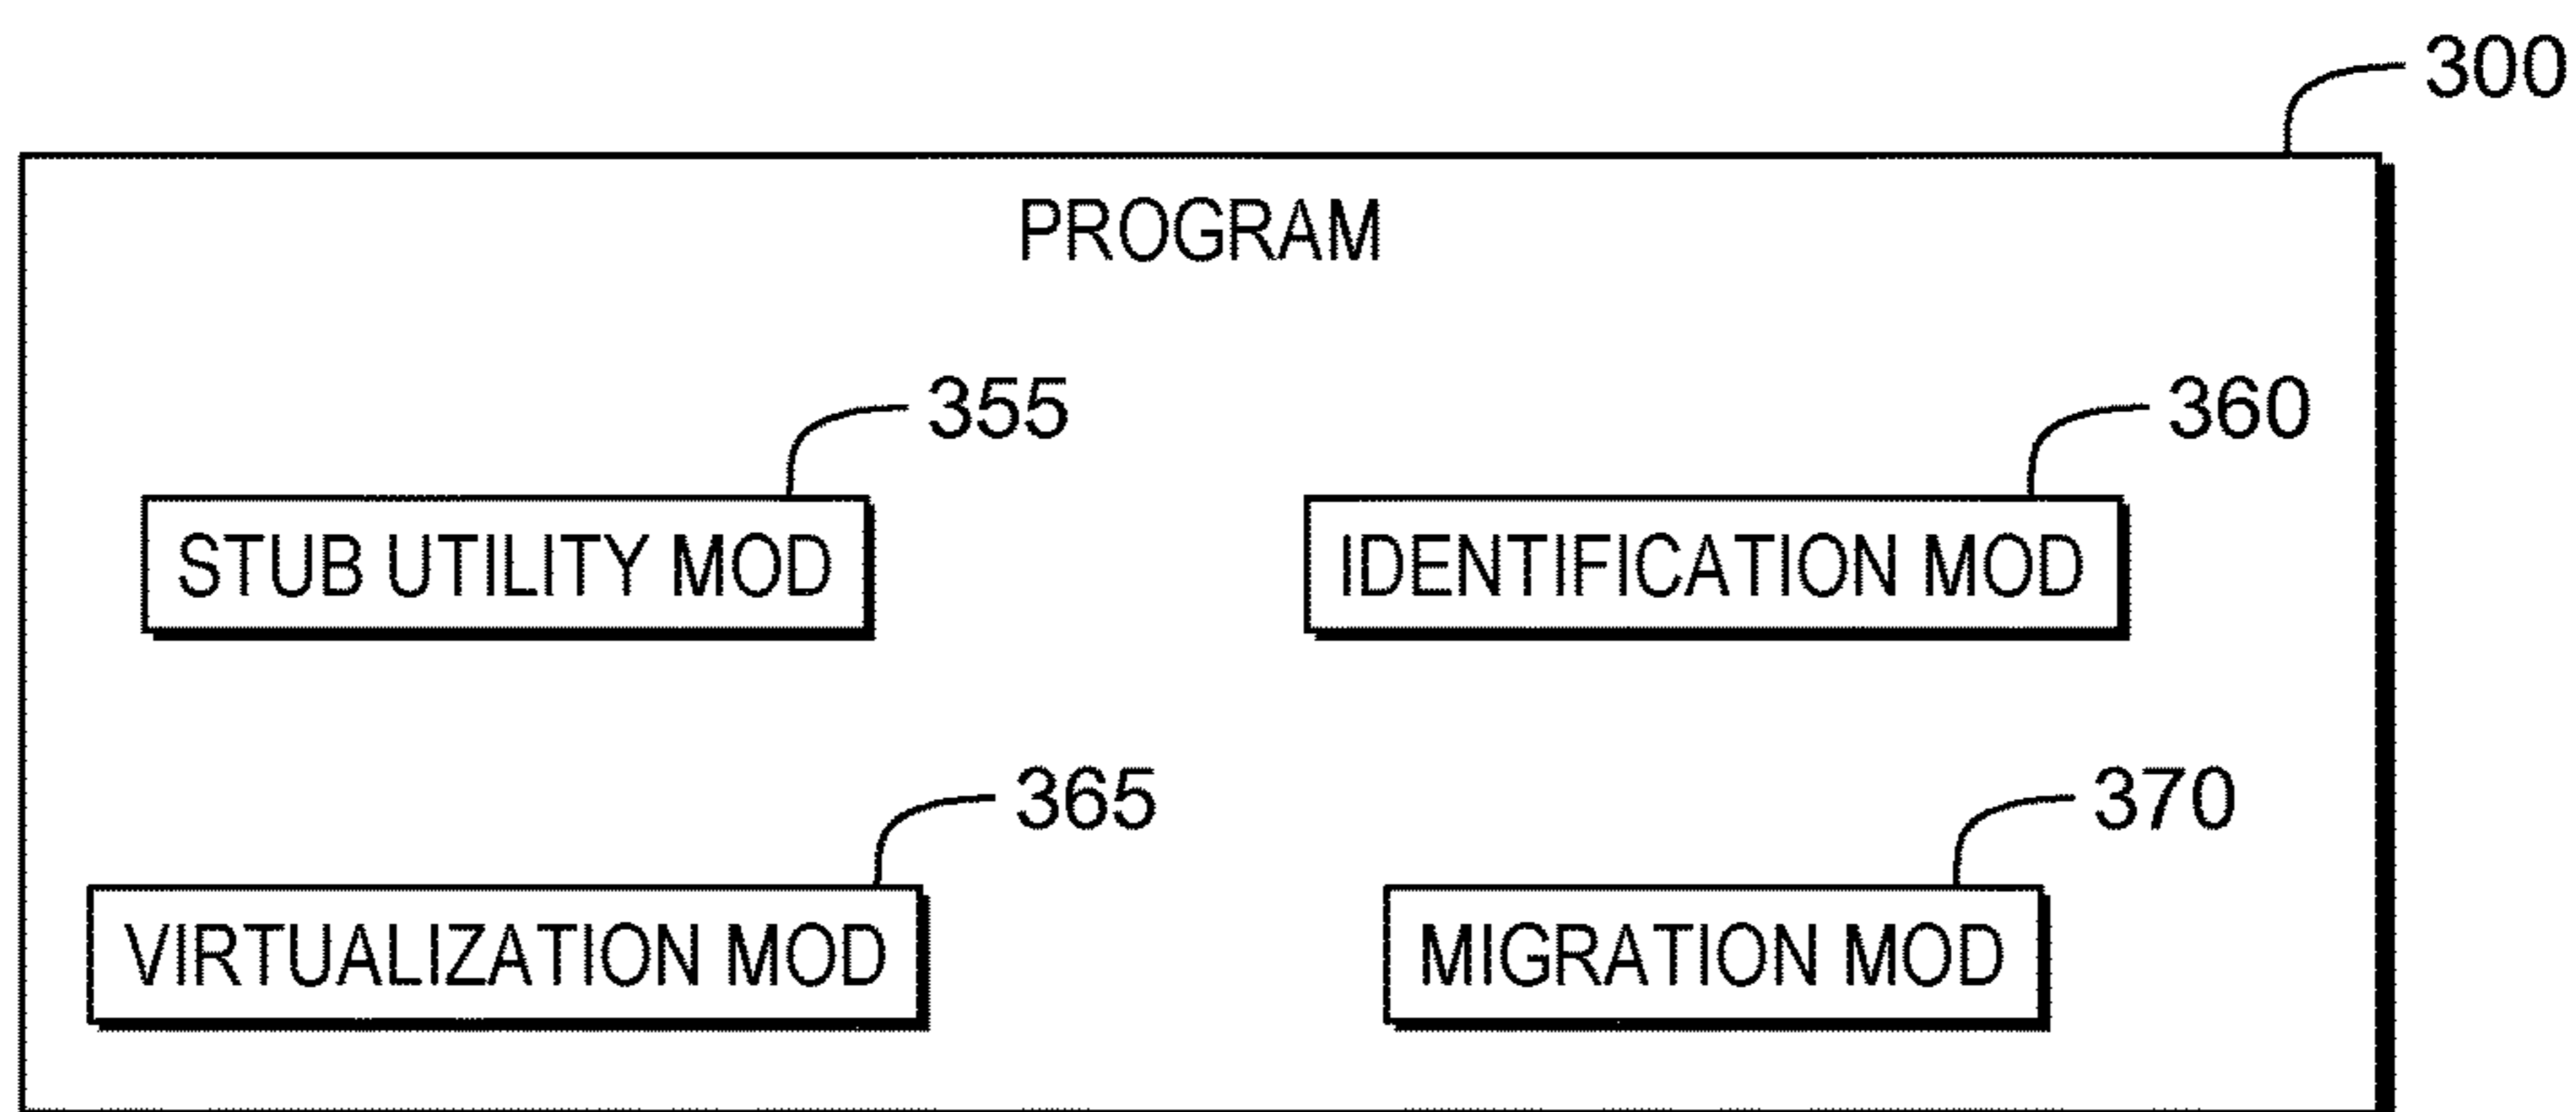 300
PROGRAM
355
360
STUB UTILITY MOD
IDENTIFICATION MOD
365
370
VIRTUALIZATION MOD
MIGRATION MOD